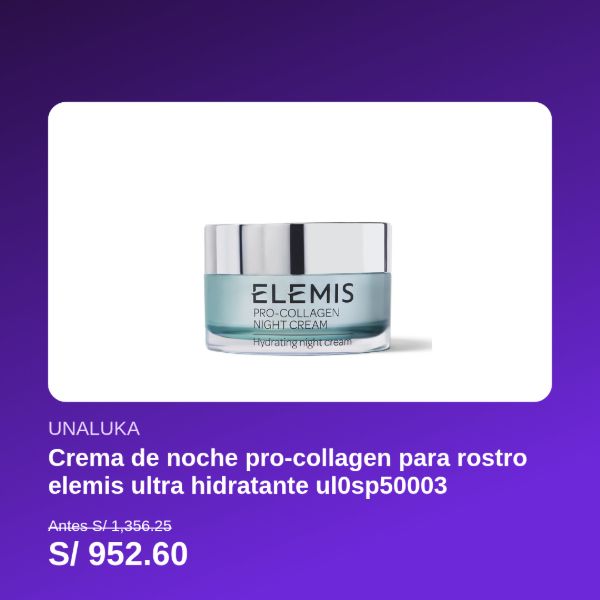 ELEMIS
PRO-COLLAGEN
NIGHT CREAM
Hydrating night cream
UNALUKA
Crema de noche pro-collagen para rostro
elemis ultra hidratante ul0sp50003
Antes S/ 1,356.25
S/ 952.60